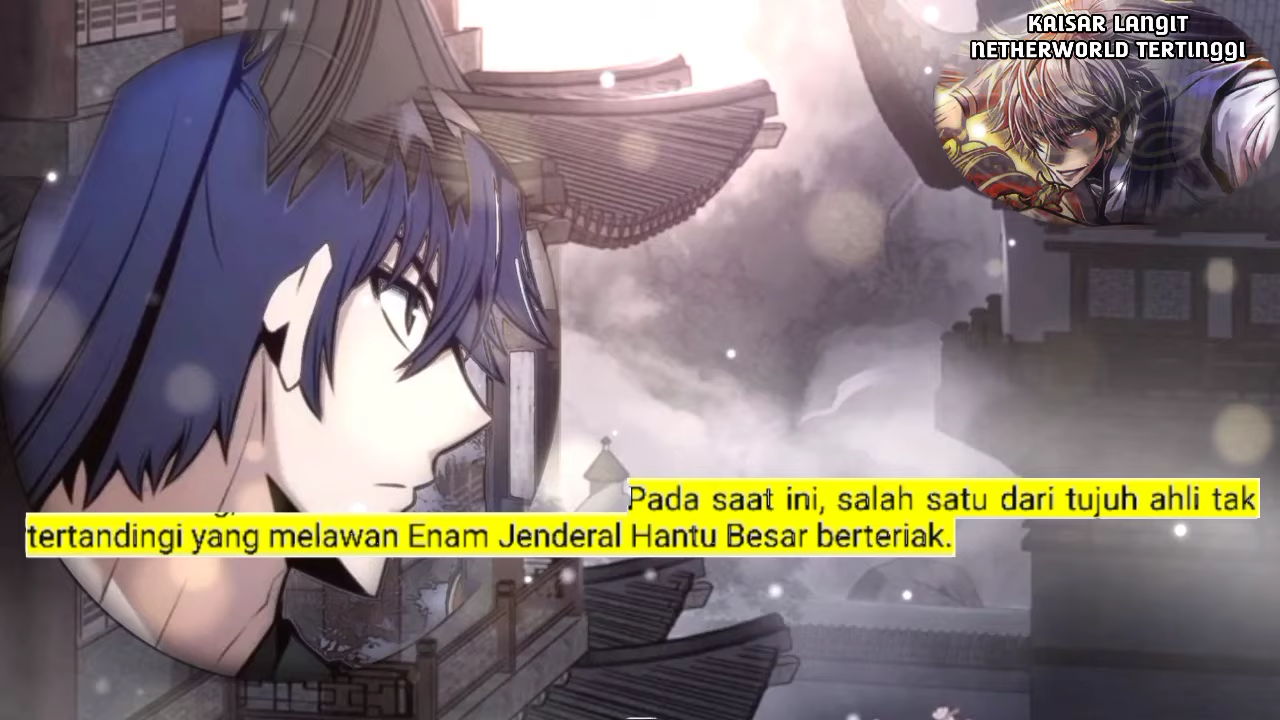 KAISAR LANGIT
NETHERWORLD TERTINGGI
Pada saat ini, salah satu dari tujuh ahli tak
tertandingi yang melawan Enam Jenderal Hantu Besar berteriak.